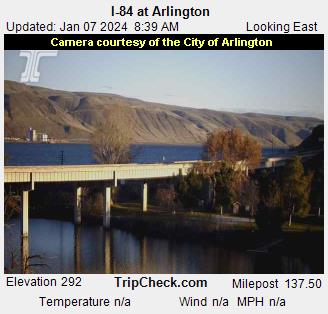 I-84 at Arlington
Updated: Jan 07 2024 8:39 AM Looking East
Camera courtesy of the City of Arlington
Elevation 292 TripCheck.com Milepost 137.50
Temperature n/a Wind n/a MPH n/a